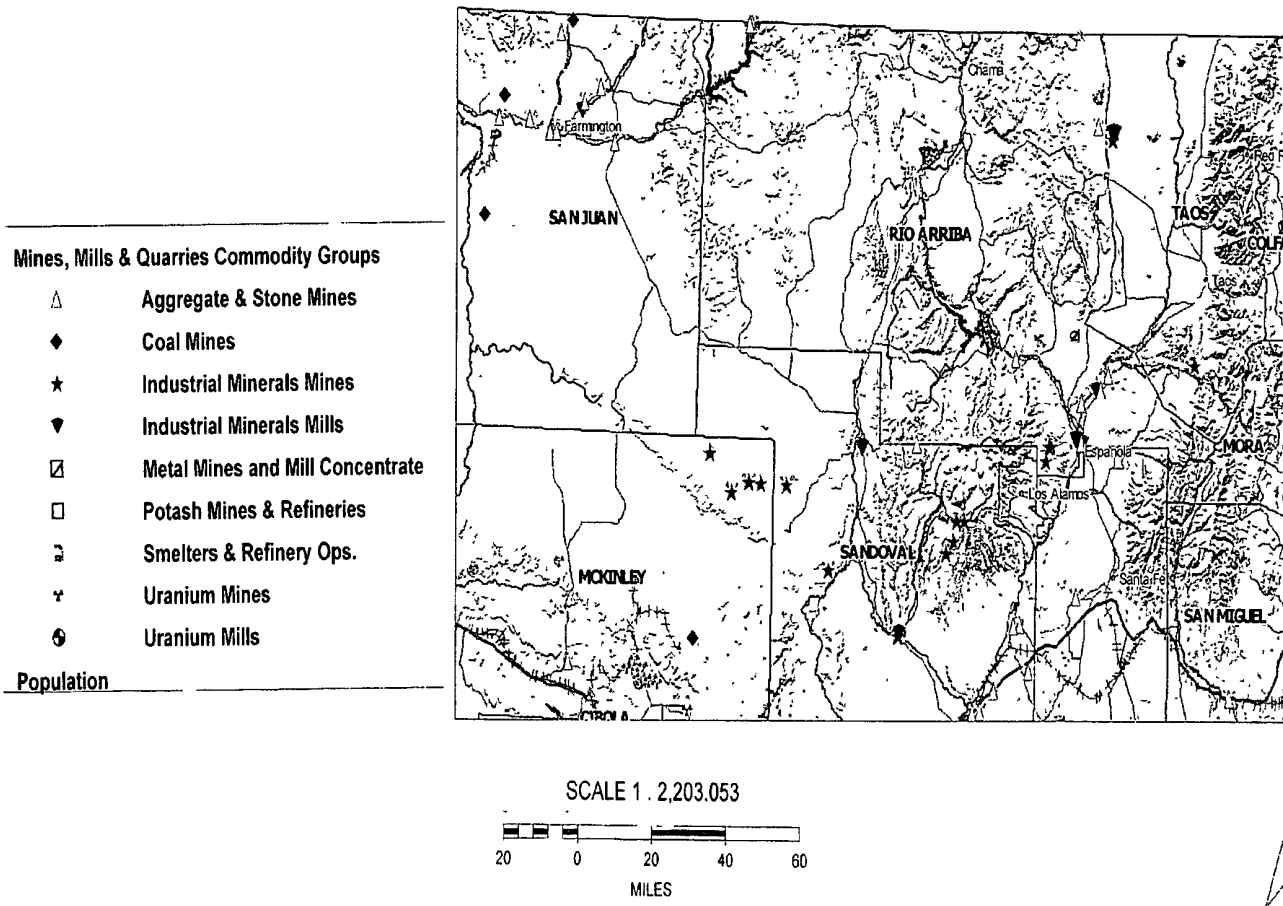 Mines, Mills & Quarries Commodity Groups
Aggregate & Stone Mines
Coal Mines
Industrial Minerals Mines
Industrial Minerals Mills
Metal Mines and Mill Concentrate
Potash Mines & Refineries
Smelters & Refinery Ops.
Uranium Mines
Uranium Mills
Population
Chama
Farmington
Red R
SAN JUAN
TAOS
RIO ARRIBA
COLF
Taos
MORA
Española
Los Alamos
SANDOVAL
MCKINLEY
Santa Fe
SAN MIGUEL
CIBOLA
SCALE 1 . 2,203.053
20 0 20 40 60
MILES